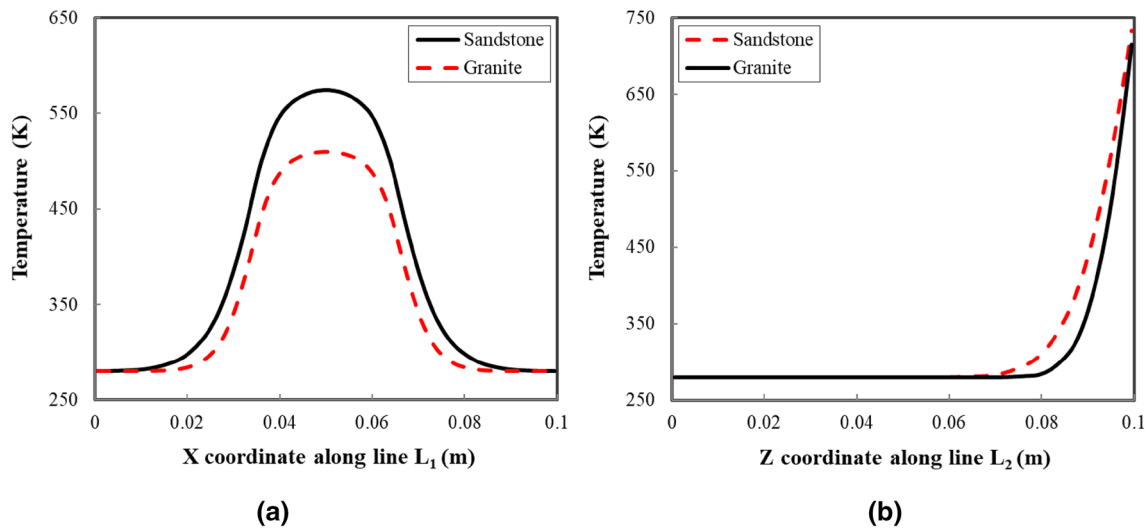 650
550
450
350
250
Temperature (K)
Sandstone
Granite
0
0.02
0.04
0.06
0.08
0.1
X coordinate along line L₁ (m)
(a)
750
650
550
450
350
250
Temperature (K)
Sandstone
Granite
0
0.02
0.04
0.06
0.08
0.1
Z coordinate along line L₂ (m)
(b)